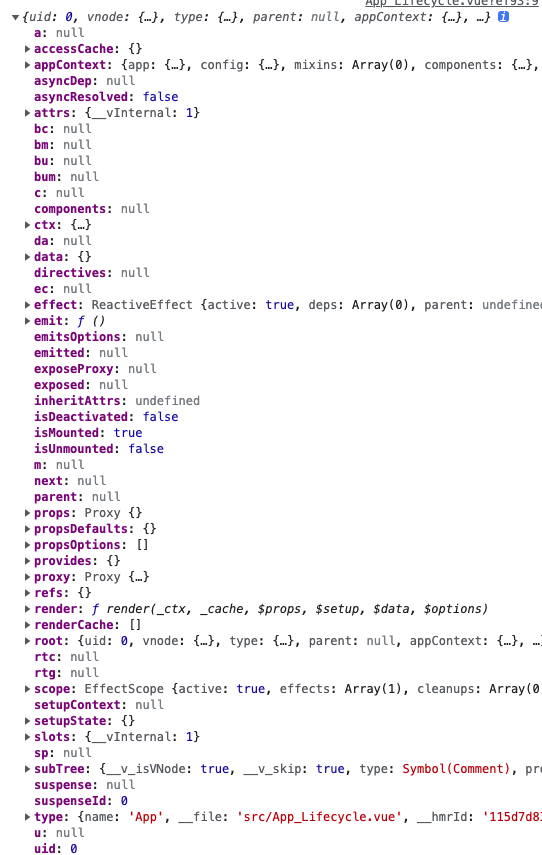 App_Lifecycle.vue?ef93:9
▼{uid: 0, vnode: {…}, type: {…}, parent: null, appContext: {…}, …} i
a: null
▶accessCache: {}
▶appContext: {app: {…}, config: {…}, mixins: Array(0), components: {…},
asyncDep: null
asyncResolved: false
▶attrs: {__vInternal: 1}
bc: null
bm: null
bu: null
bum: null
c: null
components: null
▶ctx: {…}
da: null
▶data: {}
directives: null
ec: null
▶effect: ReactiveEffect {active: true, deps: Array(0), parent: undefined
▶emit: ƒ ()
emitsOptions: null
emitted: null
exposeProxy: null
exposed: null
inheritAttrs: undefined
isDeactivated: false
isMounted: true
isUnmounted: false
m: null
next: null
parent: null
▶props: Proxy {}
▶propsDefaults: {}
▶propsOptions: []
▶provides: {}
▶proxy: Proxy {…}
▶refs: {}
▶render: ƒ render(_ctx, _cache, $props, $setup, $data, $options)
▶renderCache: []
▶root: {uid: 0, vnode: {…}, type: {…}, parent: null, appContext: {…}, …
rtc: null
rtg: null
▶scope: EffectScope {active: true, effects: Array(1), cleanups: Array(0
setupContext: null
▶setupState: {}
▶slots: {__vInternal: 1}
sp: null
▶subTree: {__v_isVNode: true, __v_skip: true, type: Symbol(Comment), pro
suspense: null
suspenseId: 0
▶type: {name: 'App', __file: 'src/App_Lifecycle.vue', __hmrId: '115d7d83
u: null
uid: 0